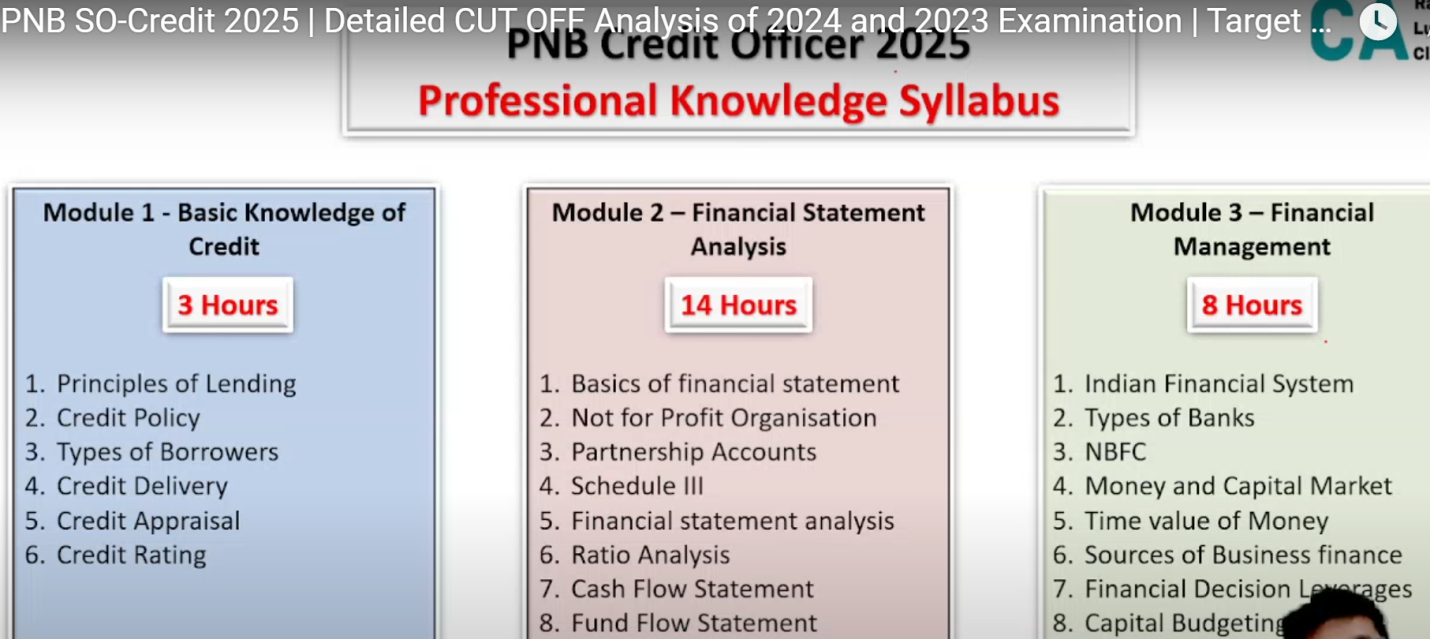 PNB SO-Credit 2025 | Detailed CUT OFF Analysis of 2024 and 2023 Examination | Target ...
CA
PNB Credit Officer 2025
Professional Knowledge Syllabus
Module 1 - Basic Knowledge of
Credit
3 Hours
1. Principles of Lending
2. Credit Policy
3. Types of Borrowers
4. Credit Delivery
5. Credit Appraisal
6. Credit Rating
Module 2 – Financial Statement
Analysis
14 Hours
1. Basics of financial statement
2. Not for Profit Organisation
3. Partnership Accounts
4. Schedule III
5. Financial statement analysis
6. Ratio Analysis
7. Cash Flow Statement
8. Fund Flow Statement
Module 3 – Financial
Management
8 Hours
1. Indian Financial System
2. Types of Banks
3. NBFC
4. Money and Capital Market
5. Time value of Money
6. Sources of Business finance
7. Financial Decision Leverages
8. Capital Budgeting